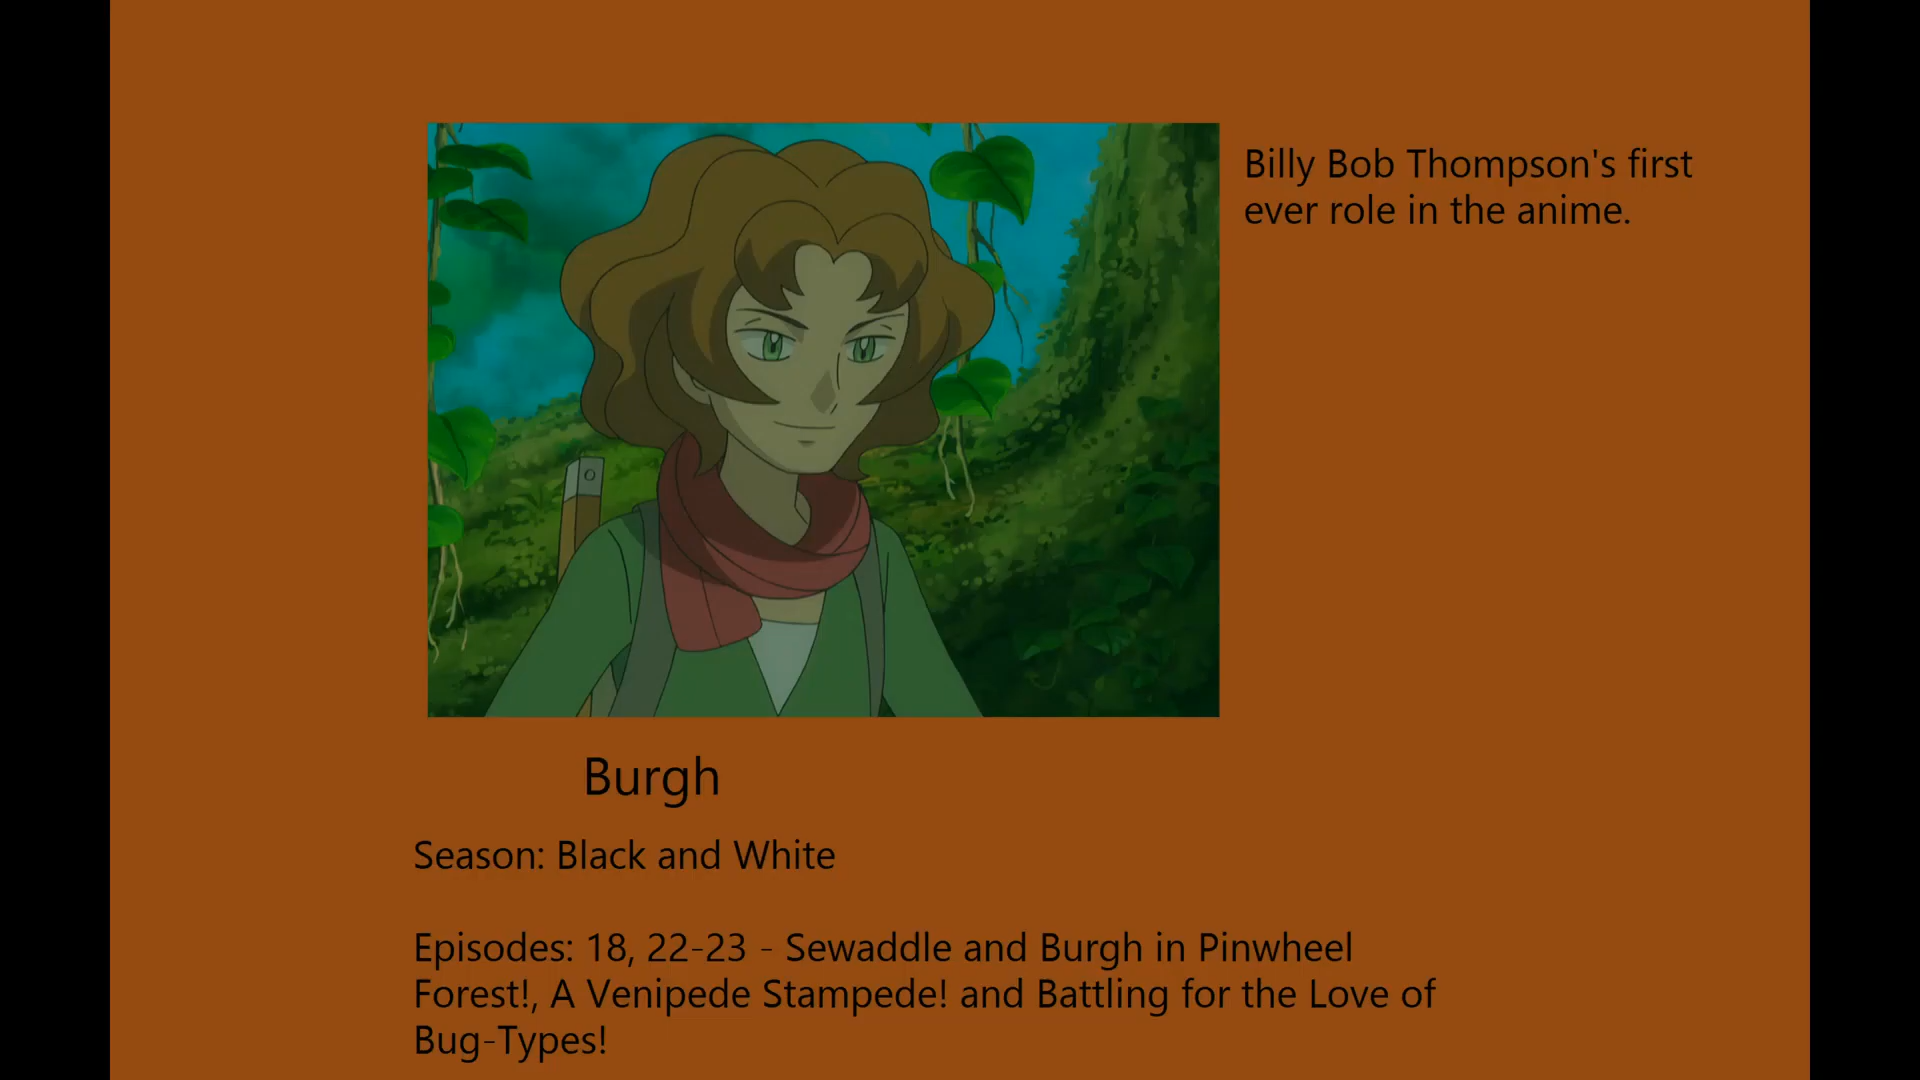 Billy Bob Thompson's first
ever role in the anime.
Burgh
Season: Black and White
Episodes: 18, 22-23 - Sewaddle and Burgh in Pinwheel
Forest!, A Venipede Stampede! and Battling for the Love of
Bug-Types!